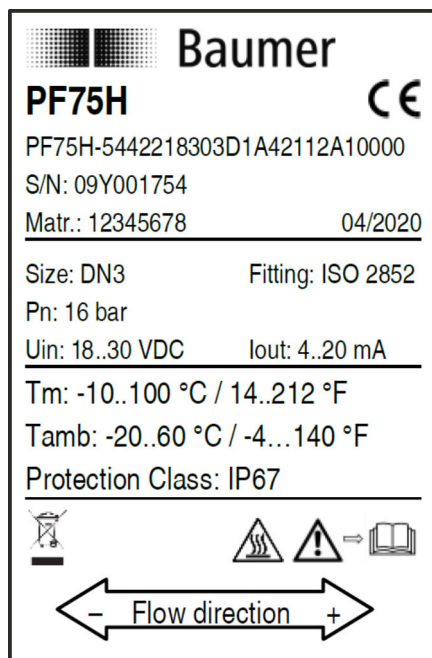 Baumer
PF75H CE
PF75H-5442218303D1A42112A10000
S/N: 09Y001754
Matr.: 12345678 04/2020
Size: DN3 Fitting: ISO 2852
Pn: 16 bar
Uin: 18..30 VDC Iout: 4..20 mA
Tm: -10..100 °C / 14..212 °F
Tamb: -20..60 °C / -4…140 °F
Protection Class: IP67
– Flow direction +